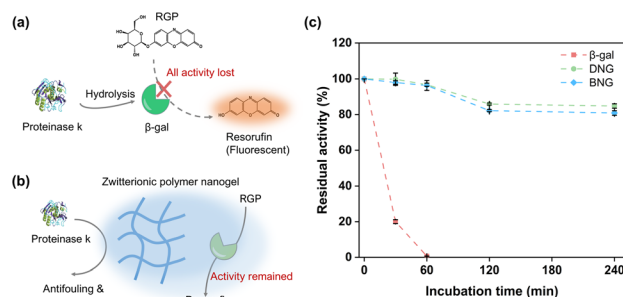 (a)
RGP
All activity lost
Hydrolysis
Proteinase k
β-gal
Resorufin
(Fluorescent)
(b)
Zwitterionic polymer nanogel
RGP
Proteinase k
Activity remained
Antifouling &
(c)
Residual activity (%)
120
100
80
60
40
20
0
β-gal
DNG
BNG
0
60
120
180
240
Incubation time (min)